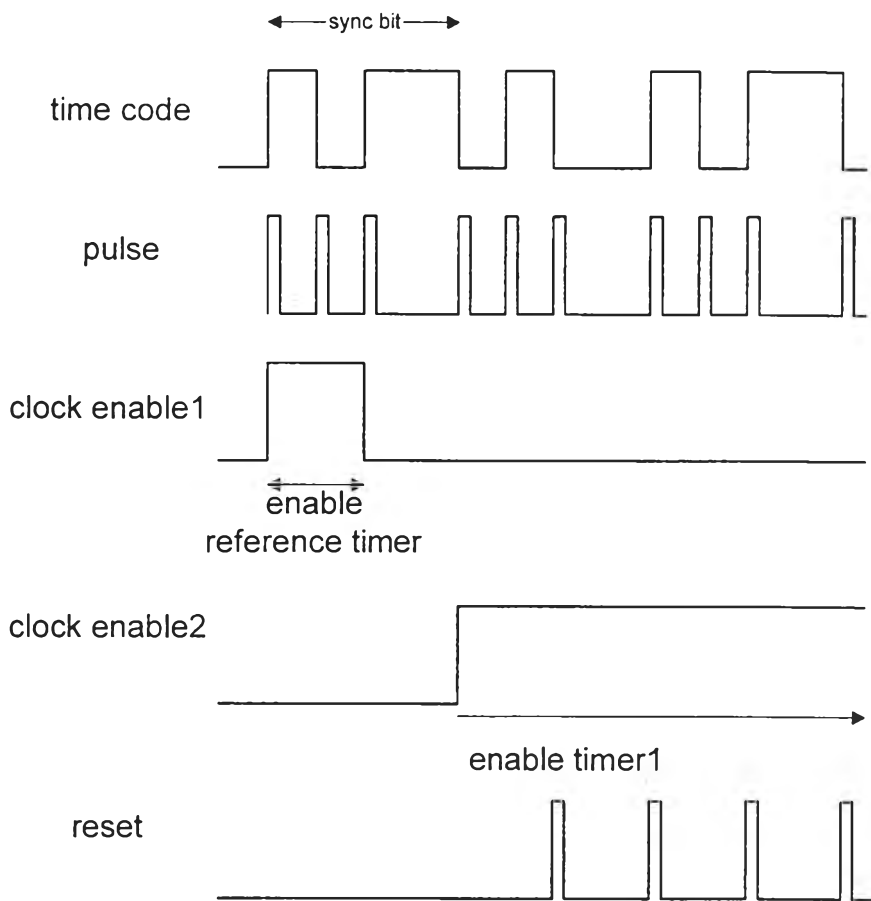 sync bit
time code
pulse
clock enable1
enable
reference timer
clock enable2
enable timer1
reset